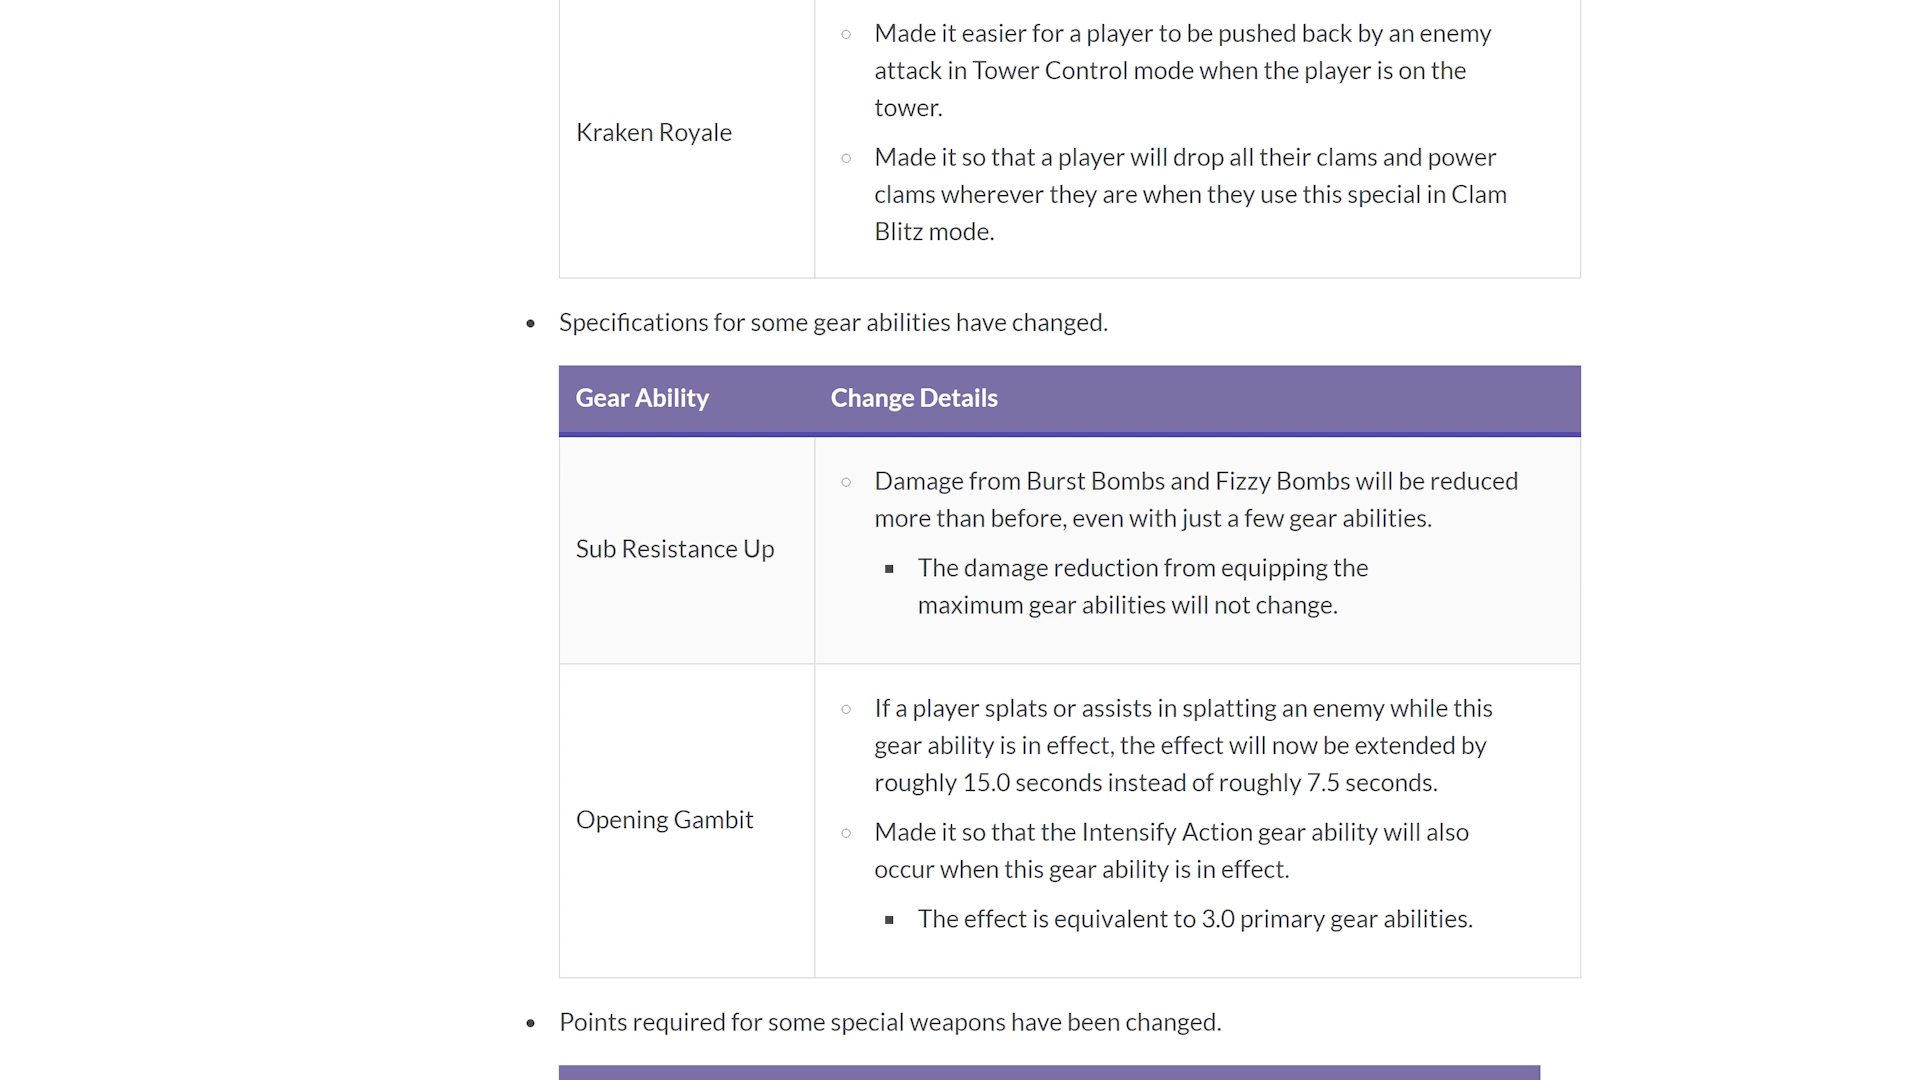 Made it easier for a player to be pushed back by an enemy
attack in Tower Control mode when the player is on the
tower.
Kraken Royale
Made it so that a player will drop all their clams and power
clams wherever they are when they use this special in Clam
Blitz mode.
Specifications for some gear abilities have changed.
Gear Ability
Change Details
Damage from Burst Bombs and Fizzy Bombs will be reduced
more than before, even with just a few gear abilities.
Sub Resistance Up
The damage reduction from equipping the
maximum gear abilities will not change.
If a player splats or assists in splatting an enemy while this
gear ability is in effect, the effect will now be extended by
roughly 15.0 seconds instead of roughly 7.5 seconds.
Opening Gambit
Made it so that the Intensify Action gear ability will also
occur when this gear ability is in effect.
The effect is equivalent to 3.0 primary gear abilities.
Points required for some special weapons have been changed.